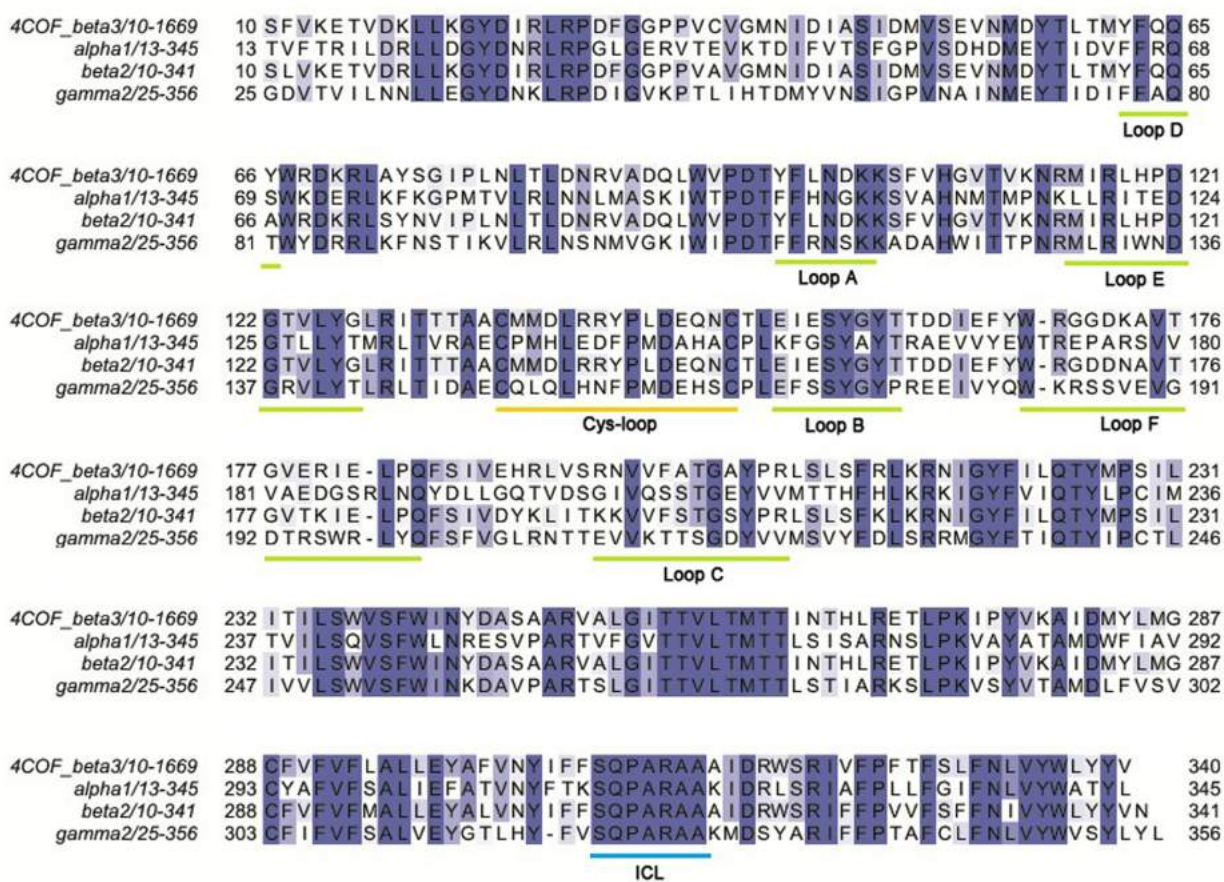 4COF_beta3/10-1669 10 SFVKETVDKLLKGYDIRLRPDFGGPPVCVGMNIDIASIDMVSEVNMDYTLTMYFQQ 65
alpha1/13-345 13 TVFTRILDRLLDGYDNRLRPGLGERVTEVKTDIFVTSFGPVSDHDMEYTIDVFFRQ 68
beta2/10-341 10 SLVKETVDRLLKGYDIRLRPDFGGPPVAVGMNIDIASIDMVSEVNMDYTLTMYFQQ 65
gamma2/25-356 25 GDVTVILNNLLEGYDNKLRPDIGVKPTLIHTDMYVNSIGPVNAINMEYTIDIFFAQ 80
Loop D
4COF_beta3/10-1669 66 YWRDKRLAYSGIPLNLTLDNRVADQLWVPDTYFLNDKKSFVHGVTVKNRMIRLHPD 121
alpha1/13-345 69 SWKDERLKFKGPMTVLRLNNLMASKIWTPDTFFHNGKKSVAHNMTMPNKLLRITED 124
beta2/10-341 66 AWRDKRLSYNVIPLNLTLDNRVADQLWVPDTYFLNDKKSFVHGVTVKNRMIRLHPD 121
gamma2/25-356 81 TWYDRRLKFNSTIKVLRLNSNMVGKIWIPDTFFRNSKKADAHWITTPNRMLRIWND 136
Loop A Loop E
4COF_beta3/10-1669 122 GTVLYGLRITTTAACMMDLRRYPLDEQNCTLEIESYGYTTDDIEFYW-RGGDKAVT 176
alpha1/13-345 125 GTLLYTMRLTVRAECPMHLEDFPMDAHACPLKFGSYAYTRAEVVYEWTREPARSVV 180
beta2/10-341 122 GTVLYGLRITTTAACMMDLRRYPLDEQNCTLEIESYGYTTDDIEFYW-RGDDNAVT 176
gamma2/25-356 137 GRVLYTLRLTIDAECQLQLHNFPMDEHSCPLEFSSYGYPREEIVYQW-KRSSVEVG 191
Cys-loop Loop B Loop F
4COF_beta3/10-1669 177 GVERIE-LPQFSIVEHRLVSRNVVFATGAYPRLSLSFRLKRNIGYFILQTYMPSIL 231
alpha1/13-345 181 VAEDGSRLNQYDLLGQTVDSGIVQSSTGEYVVMTTHFHLKRKIGYFVIQTYLPCIM 236
beta2/10-341 177 GVTKIE-LPQFSIVDYKLITKKVVFSTGSYPRLSLSFKLKRNIGYFILQTYMPSIL 231
gamma2/25-356 192 DTRSWR-LYQFSFVGLRNTTEVVKTTSGDYVVMSVYFDLSRRMGYFTIQTYIPCTL 246
Loop C
4COF_beta3/10-1669 232 ITILSWVSFWINYDASAARVALGITTVLTMTTINTHLRETLPKIPYVKAIDMYLMG 287
alpha1/13-345 237 TVILSQVSFWLNRESVPARTVFGVTTVLTMTTLSISARNSLPKVAYATAMDWFIAV 292
beta2/10-341 232 ITILSWVSFWINYDASAARVALGITTVLTMTTINTHLRETLPKIPYVKAIDMYLMG 287
gamma2/25-356 247 IVVLSWVSFWINKDAVPARTSLGITTVLTMTTLSTIARKSLPKVSYVTAMDLFVSV 302
4COF_beta3/10-1669 288 CFVFVFLALLEYAFVNYIFFSQPARAAAIDRWSRIVFPFTFSLFNLVYWLYYV 340
alpha1/13-345 293 CYAFVFSALIEFATVNYFTKSQPARAAKIDRLSRIAFPLLFGIFNLVYWATYL 345
beta2/10-341 288 CFVFVFMALLEYALVNYIFFSQPARAAAIDRWSRIFFPVVFSFFNIVYWLYYVN 341
gamma2/25-356 303 CFIFVFSALVEYGTLHY-FVSQPARAAKMDSYARIFFPTAFCLFNLVYWVSYLYL 356
ICL